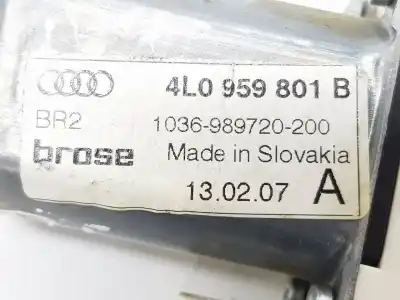 4L0 959 801 B
BR2 1036-989720-200
brose Made in Slovakia
13.02.07 A